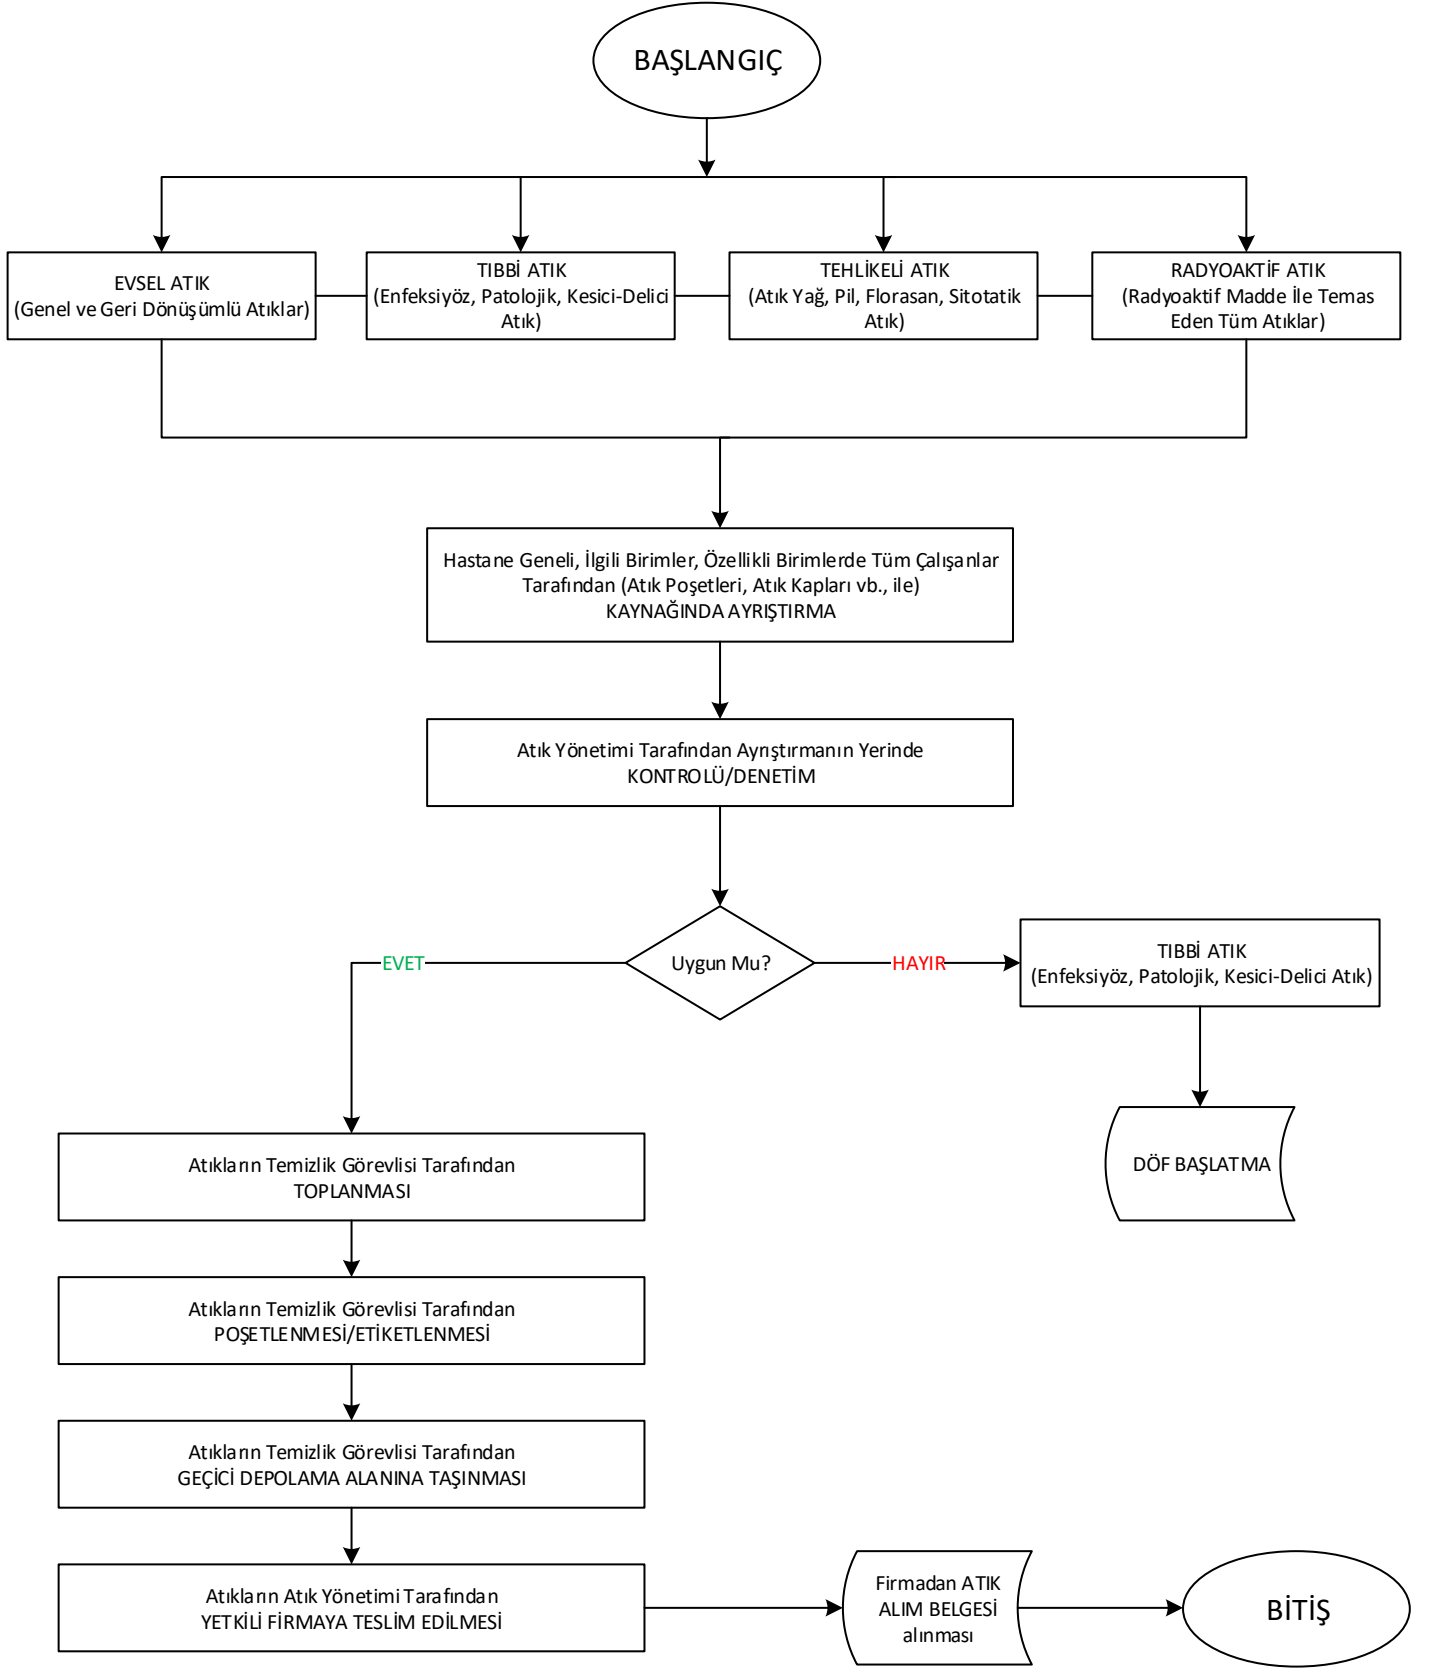 BAŞLANGIÇ
EVSEL ATIK
(Genel ve Geri Dönüşümlü Atıklar)
TIBBİ ATIK
(Enfeksiyöz, Patolojik, Kesici-Delici
Atık)
TEHLİKELİ ATIK
(Atık Yağ, Pil, Florasan, Sitotatik
Atık)
RADYOAKTİF ATIK
(Radyoaktif Madde İle Temas
Eden Tüm Atıklar)
Hastane Geneli, İlgili Birimler, Özellikli Birimlerde Tüm Çalışanlar
Tarafından (Atık Poşetleri, Atık Kapları vb., ile)
KAYNAĞINDA AYRIŞTIRMA
Atık Yönetimi Tarafından Ayrıştırmanın Yerinde
KONTROLÜ/DENETİM
Uygun Mu?
EVET
HAYIR
TIBBİ ATIK
(Enfeksiyöz, Patolojik, Kesici-Delici Atık)
DÖF BAŞLATMA
Atıkların Temizlik Görevlisi Tarafından
TOPLANMASI
Atıkların Temizlik Görevlisi Tarafından
POŞETLENMESİ/ETİKETLENMESİ
Atıkların Temizlik Görevlisi Tarafından
GEÇİCİ DEPOLAMA ALANINA TAŞINMASI
Atıkların Atık Yönetimi Tarafından
YETKİLİ FİRMAYA TESLİM EDİLMESİ
Firmadan ATIK
ALIM BELGESİ
alınması
BİTİŞ